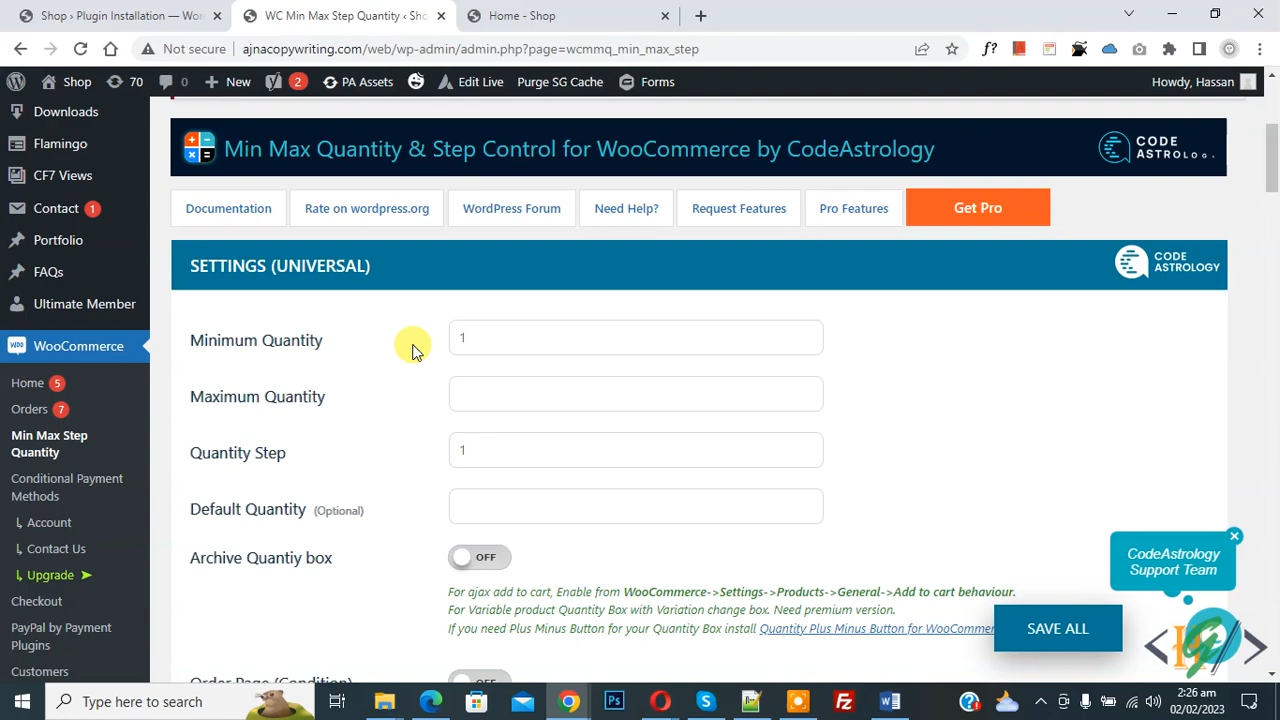 Shop › Plugin Installation — Wor
WC Min Max Step Quantity ‹ Sho
Home - Shop
Not secure
ajnacopywriting.com/web/wp-admin/admin.php?page=wcmmq_min_max_step
f?
Shop
70
0
New
2
PA Assets
Edit Live
Purge SG Cache
Forms
Howdy, Hassan
Downloads
Flamingo
CF7 Views
Contact 1
Portfolio
FAQs
Ultimate Member
WooCommerce
Home 5
Orders 7
Min Max Step
Quantity
Conditional Payment
Methods
↳ Account
↳ Contact Us
↳ Upgrade ➤
Checkout
PayPal by Payment
Plugins
Customers
Min Max Quantity & Step Control for WooCommerce by CodeAstrology
CODE
ASTROLO..
Documentation
Rate on wordpress.org
WordPress Forum
Need Help?
Request Features
Pro Features
Get Pro
SETTINGS (UNIVERSAL)
CODE
ASTROLOGY
Minimum Quantity
1
Maximum Quantity
Quantity Step
1
Default Quantity (Optional)
Archive Quantiy box
OFF
For ajax add to cart, Enable from WooCommerce->Settings->Products->General->Add to cart behaviour.
For Variable product Quantity Box with Variation change box. Need premium version.
If you need Plus Minus Button for your Quantity Box install Quantity Plus Minus Button for WooCommer
Order Page (Condition)
OFF
CodeAstrology
Support Team
SAVE ALL
Type here to search
Ps
W
2:26 am
02/02/2023